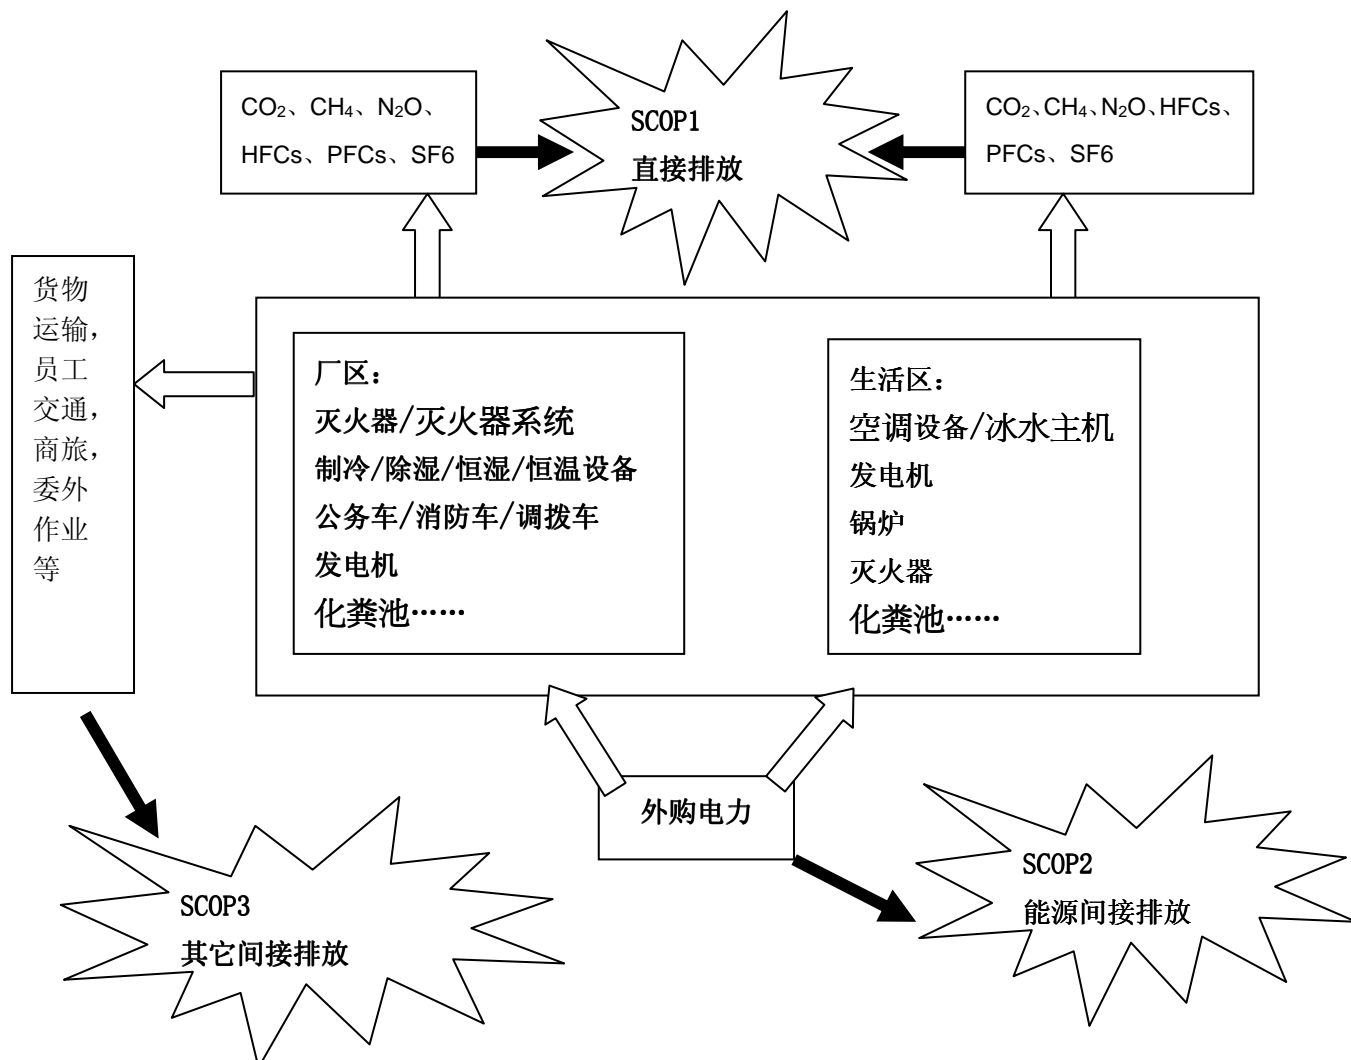 CO₂、CH₄、N₂O、
HFCs、PFCs、SF6
SCOP1
直接排放
CO₂、CH₄、N₂O、HFCs、
PFCs、SF6
货物
运输，
员工
交通，
商旅，
委外
作业
等
厂区：
灭火器/灭火器系统
制冷/除湿/恒湿/恒温设备
公务车/消防车/调拨车
发电机
化粪池……
生活区：
空调设备/冰水主机
发电机
锅炉
灭火器
化粪池……
外购电力
SCOP3
其它间接排放
SCOP2
能源间接排放